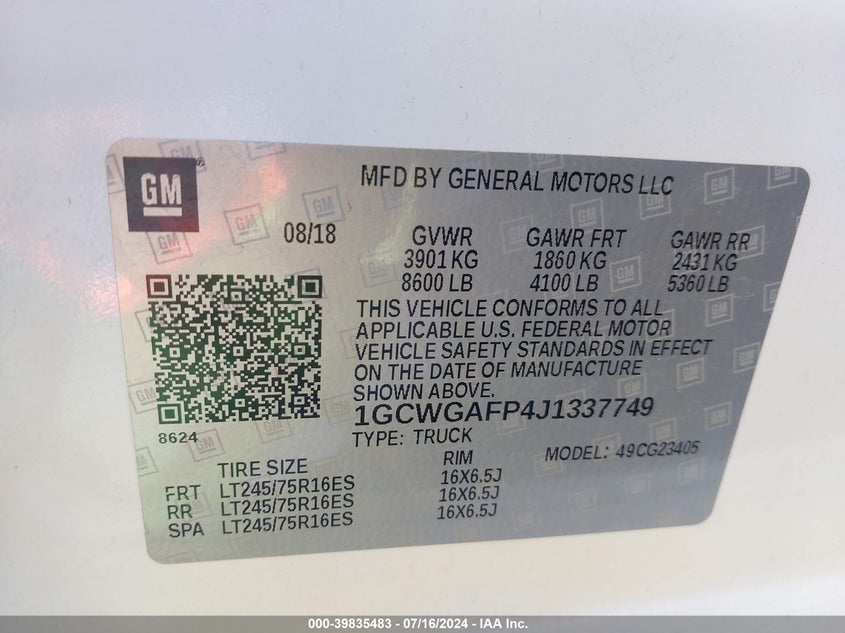 GM
MFD BY GENERAL MOTORS LLC
08/18 GVWR GAWR FRT GAWR RR
3901 KG 1860 KG 2431 KG
8600 LB 4100 LB 5360 LB
THIS VEHICLE CONFORMS TO ALL
APPLICABLE U.S. FEDERAL MOTOR
VEHICLE SAFETY STANDARDS IN EFFECT
ON THE DATE OF MANUFACTURE
SHOWN ABOVE.
1GCWGAFP4J1337749
8624 TYPE: TRUCK MODEL: 49CG23405
TIRE SIZE RIM
FRT LT245/75R16ES 16X6.5J
RR LT245/75R16ES 16X6.5J
SPA LT245/75R16ES 16X6.5J
000-39835483 - 07/16/2024 - IAA Inc.